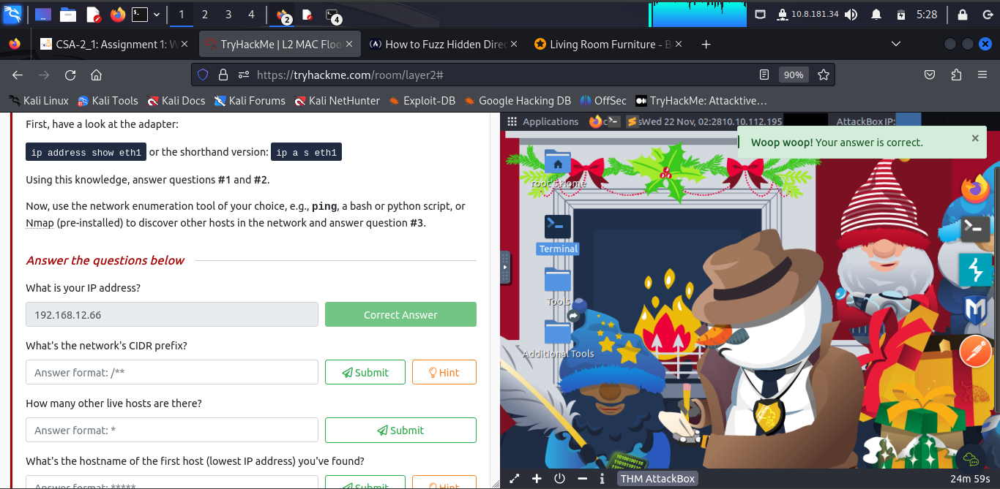 1 2 3 4 2 4 10.8.181.34 5:28
CSA-2_1: Assignment 1: W
TryHackMe | L2 MAC Floo
How to Fuzz Hidden Direc
Living Room Furniture - B
https://tryhackme.com/room/layer2# 90%
Kali Linux Kali Tools Kali Docs Kali Forums Kali NetHunter Exploit-DB Google Hacking DB OffSec TryHackMe: Attacktive…
First, have a look at the adapter:
ip address show eth1 or the shorthand version: ip a s eth1
Using this knowledge, answer questions #1 and #2.
Now, use the network enumeration tool of your choice, e.g., ping, a bash or python script, or
Nmap (pre-installed) to discover other hosts in the network and answer question #3.
Answer the questions below
What is your IP address?
192.168.12.66 Correct Answer
What's the network's CIDR prefix?
Answer format: /** Submit Hint
How many other live hosts are there?
Answer format: * Submit
What's the hostname of the first host (lowest IP address) you've found?
Answer format: ***** Submit Hint
Applications Wed 22 Nov, 02:28 10.10.112.195 AttackBox IP:
Woop woop! Your answer is correct.
root's Home
Terminal
Tools
Additional Tools
THM AttackBox 24m 59s